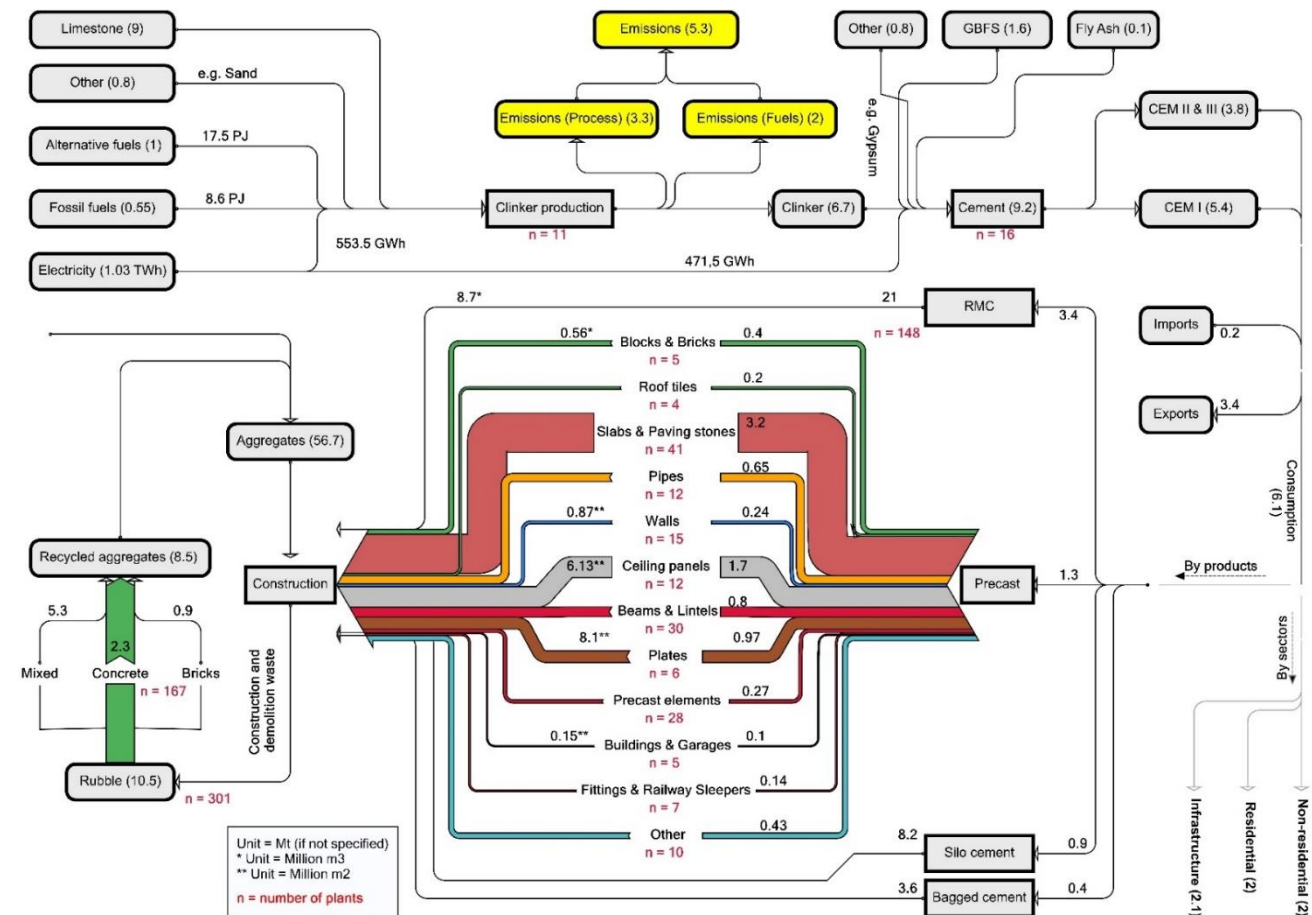 Limestone (9)
Other (0.8)
e.g. Sand
Alternative fuels (1)
17.5 PJ
Fossil fuels (0.55)
8.6 PJ
Electricity (1.03 TWh)
553.5 GWh
471,5 GWh
Clinker production
n = 11
Emissions (5.3)
Emissions (Process) (3.3)
Emissions (Fuels) (2)
Clinker (6.7)
Other (0.8)
e.g. Gypsum
GBFS (1.6)
Fly Ash (0.1)
Cement (9.2)
n = 16
CEM II & III (3.8)
CEM I (5.4)
Imports
0.2
Exports
3.4
Consumption
(6.1)
By products
By secors
Infrastructure (2.1)
Residential (2)
Non-residential (2)
8.7*
21
RMC
3.4
n = 148
0.56*
Blocks & Bricks
0.4
n = 5
Roof tiles
0.2
n = 4
Slabs & Paving stones
3.2
n = 41
Pipes
0.65
n = 12
0.87**
Walls
0.24
n = 15
6.13**
Ceiling panels
1.7
n = 12
Beams & Lintels
0.8
n = 30
8.1**
Plates
0.97
n = 6
Precast elements
0.27
n = 28
0.15**
Buildings & Garages
0.1
n = 5
Fittings & Railway Sleepers
0.14
n = 7
Other
0.43
n = 10
Precast
1.3
8.2
Silo cement
0.9
3.6
Bagged cement
0.4
Aggregates (56.7)
Construction
Construction and
demolition waste
Recycled aggregates (8.5)
5.3
0.9
2.3
Mixed
Concrete
Bricks
n = 167
Rubble (10.5)
n = 301
Unit = Mt (if not specified)
* Unit = Million m3
** Unit = Million m2
n = number of plants